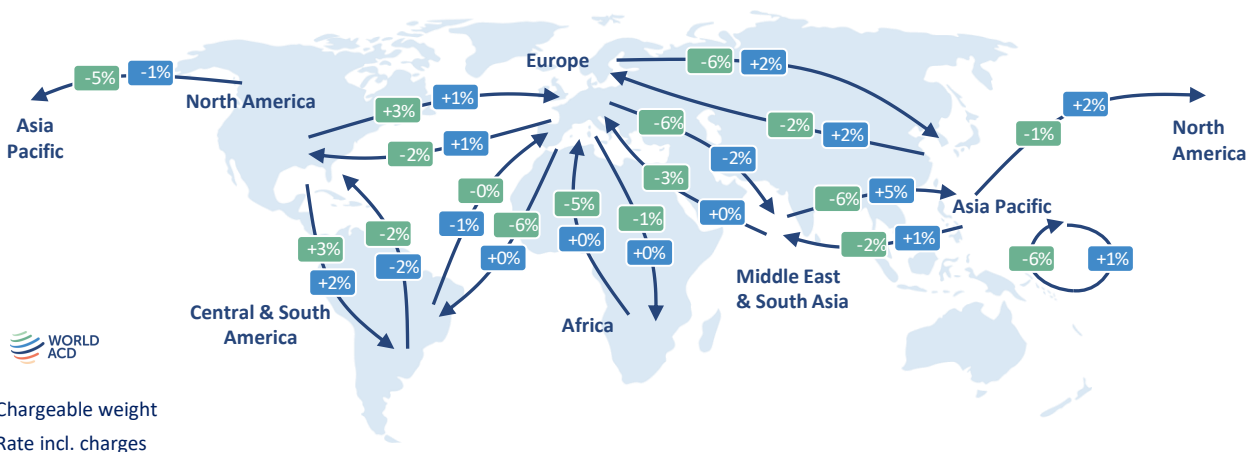 Europe
-6%
+2%
-5%
-1%
North America
Asia
Pacific
+3%
+1%
-2%
+1%
-6%
-2%
-2%
+2%
+2%
-1%
North
America
-3%
+0%
-6%
+5%
Asia Pacific
-2%
+1%
-6%
+1%
-0%
-1%
-6%
+0%
-5%
+0%
-1%
+0%
-2%
-2%
+3%
+2%
Middle East
& South Asia
Central & South
America
Africa
WORLD
ACD
Chargeable weight
Rate incl. charges